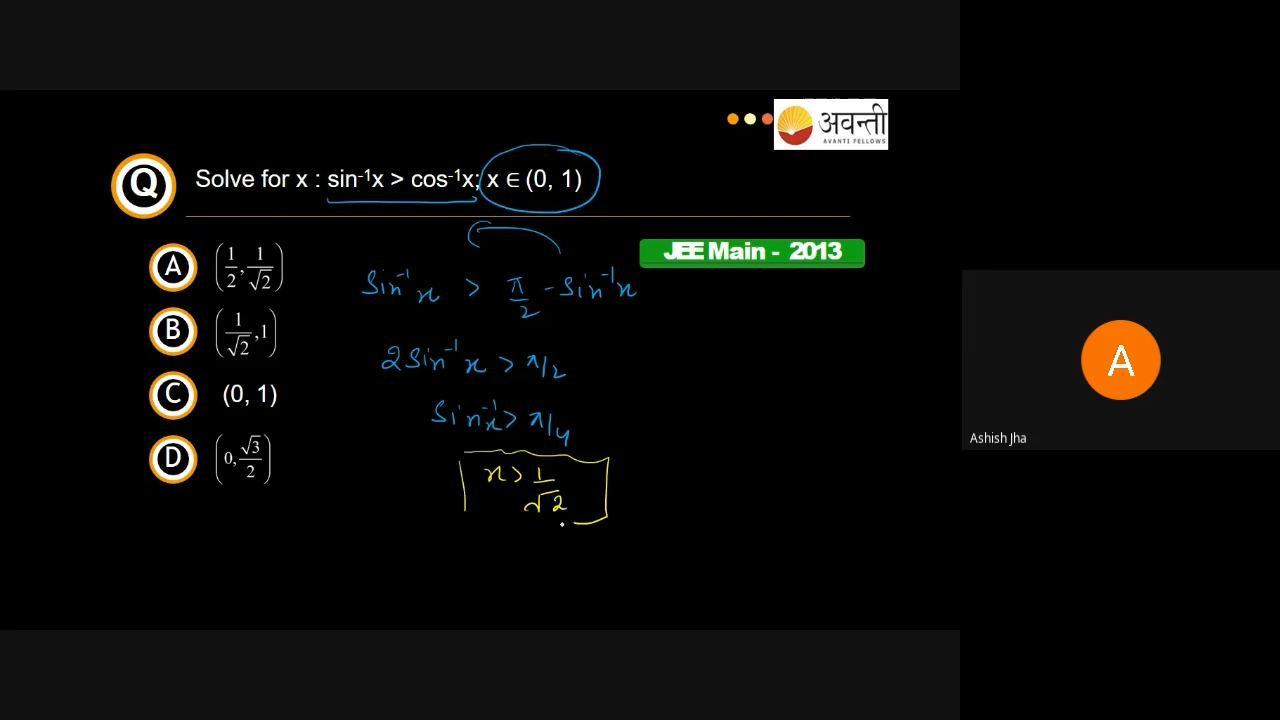 अवन्ती
AVANTI FELLOWS
Q Solve for x : sin⁻¹x > cos⁻¹x; x ∈ (0, 1)
JEE Main - 2013
A (1/2, 1/√2)
B (1/√2, 1)
C (0, 1)
D (0, √3/2)
Sin⁻¹x > π/2 - Sin⁻¹x
2Sin⁻¹x > π/2
Sin⁻¹x > π/4
x > 1/√2
A
Ashish Jha